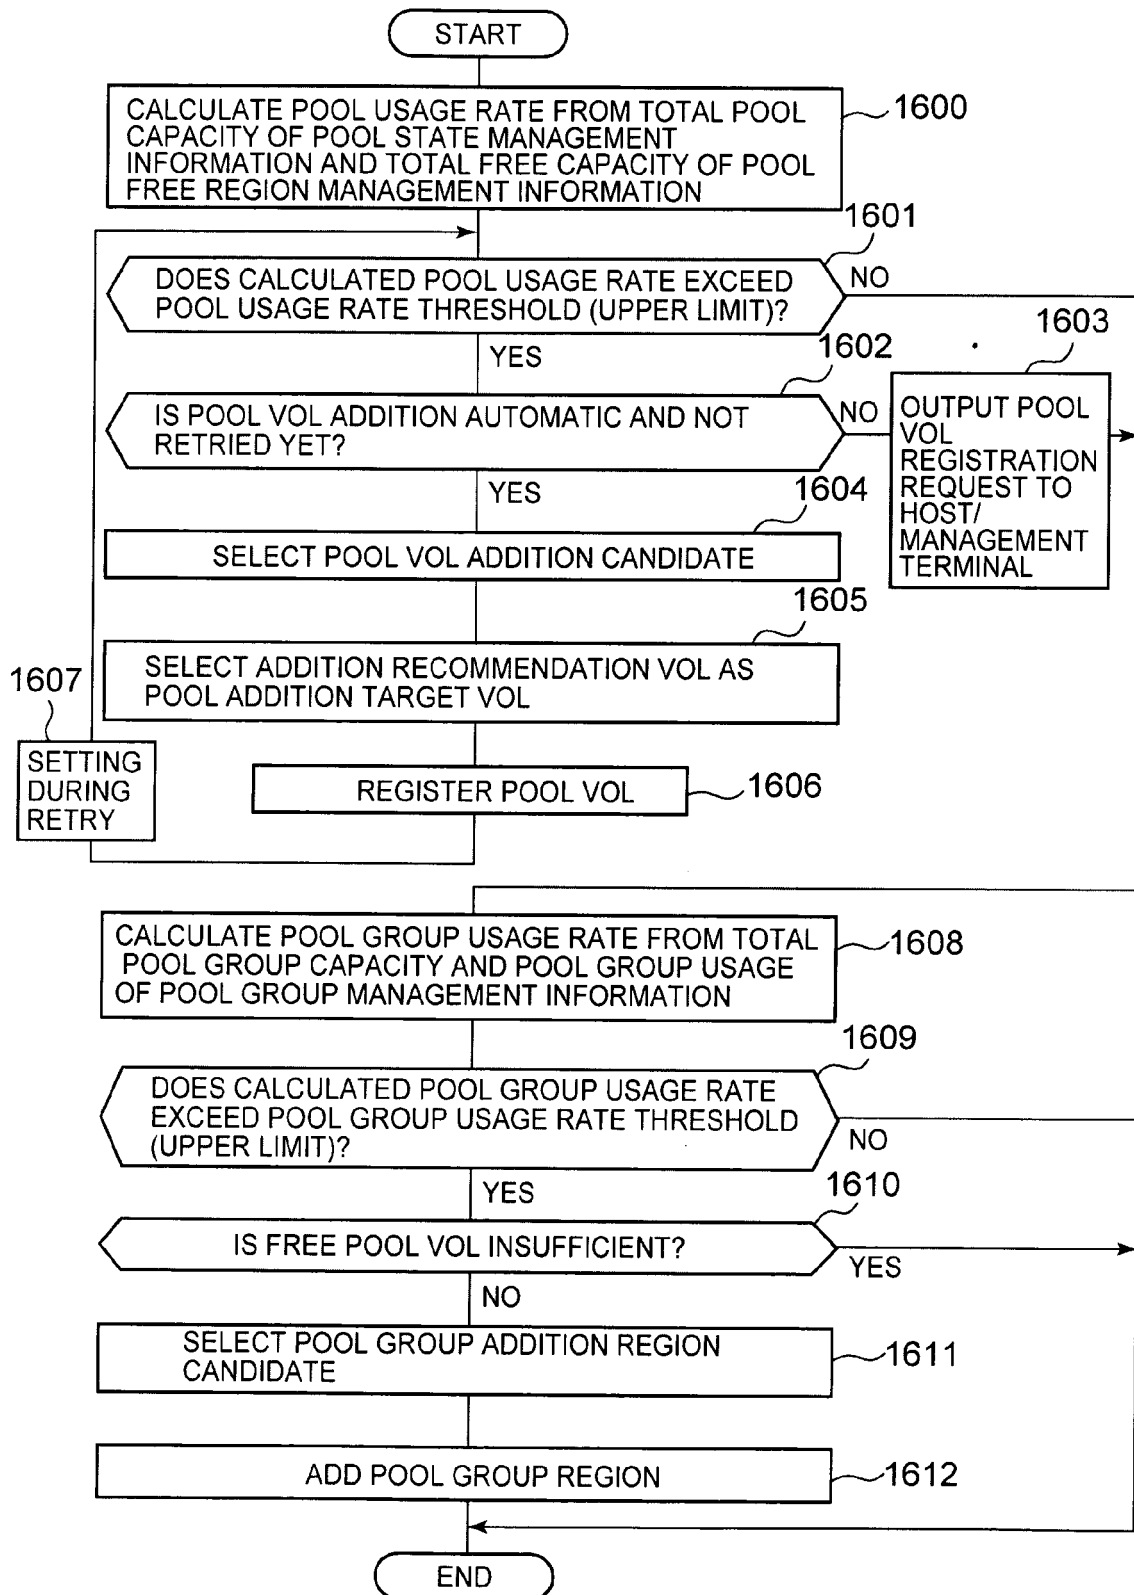 START
CALCULATE POOL USAGE RATE FROM TOTAL POOL
CAPACITY OF POOL STATE MANAGEMENT
INFORMATION AND TOTAL FREE CAPACITY OF POOL
FREE REGION MANAGEMENT INFORMATION
1600
1601
DOES CALCULATED POOL USAGE RATE EXCEED
POOL USAGE RATE THRESHOLD (UPPER LIMIT)?
NO
YES
1602
1603
IS POOL VOL ADDITION AUTOMATIC AND NOT
RETRIED YET?
NO
OUTPUT POOL
VOL
REGISTRATION
REQUEST TO
HOST/
MANAGEMENT
TERMINAL
YES
1604
SELECT POOL VOL ADDITION CANDIDATE
1605
SELECT ADDITION RECOMMENDATION VOL AS
POOL ADDITION TARGET VOL
1607
SETTING
DURING
RETRY
REGISTER POOL VOL
1606
CALCULATE POOL GROUP USAGE RATE FROM TOTAL
POOL GROUP CAPACITY AND POOL GROUP USAGE
OF POOL GROUP MANAGEMENT INFORMATION
1608
1609
DOES CALCULATED POOL GROUP USAGE RATE
EXCEED POOL GROUP USAGE RATE THRESHOLD
(UPPER LIMIT)?
NO
YES
1610
IS FREE POOL VOL INSUFFICIENT?
YES
NO
SELECT POOL GROUP ADDITION REGION
CANDIDATE
1611
ADD POOL GROUP REGION
1612
END